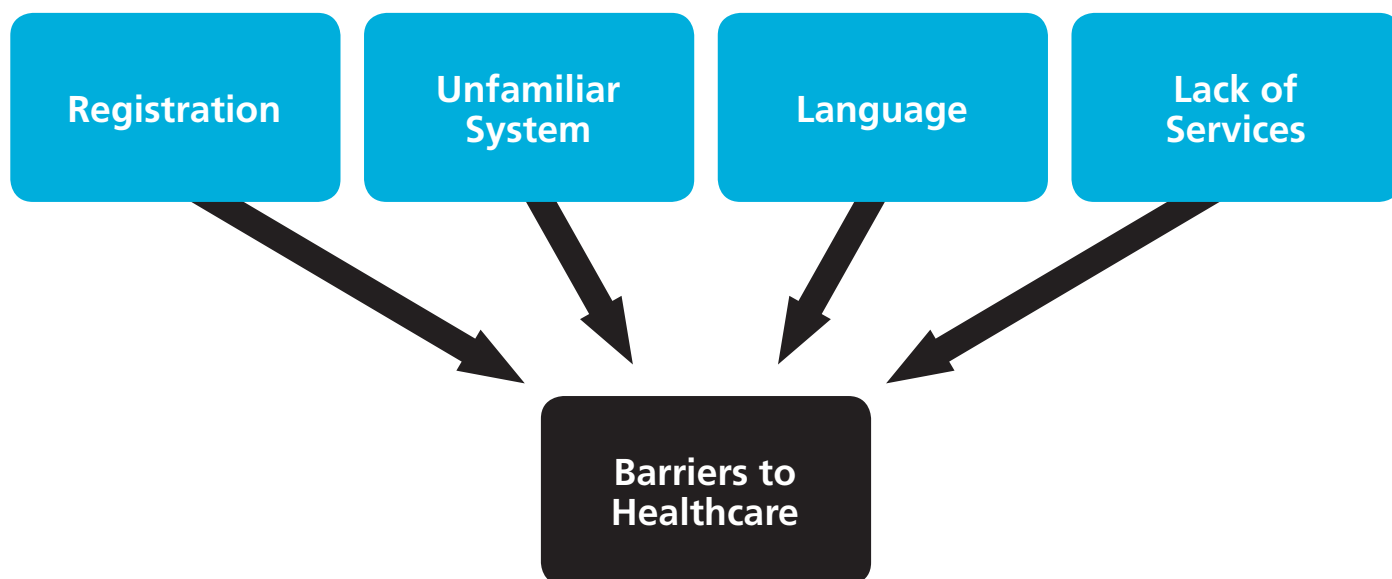 Registration
Unfamiliar
System
Language
Lack of
Services
Barriers to
Healthcare